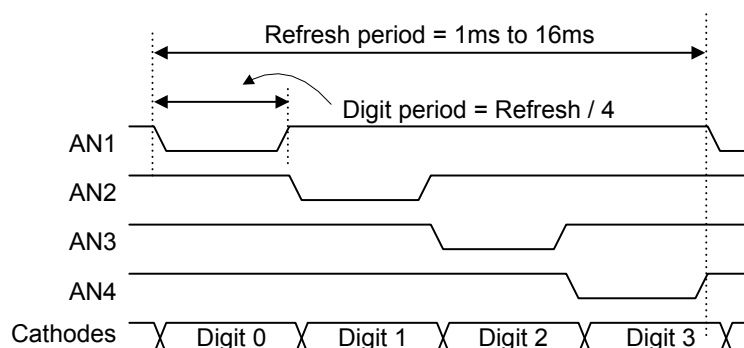 Refresh period = 1ms to 16ms
Digit period = Refresh / 4
AN1
AN2
AN3
AN4
Cathodes Digit 0 Digit 1 Digit 2 Digit 3